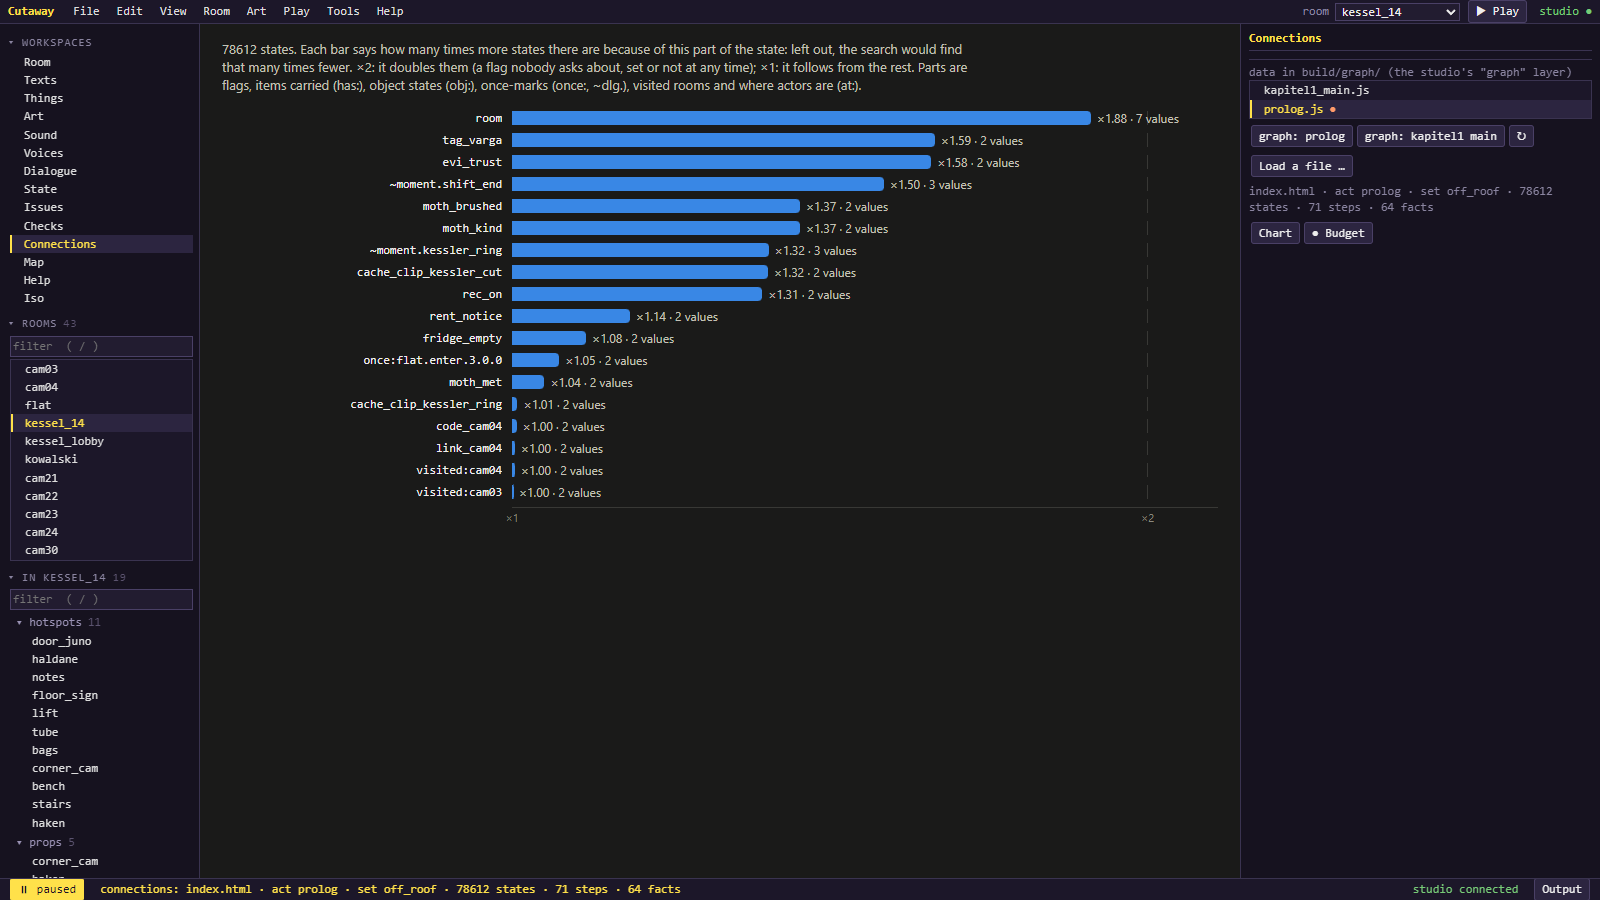 Cutaway File Edit View Room Art Play Tools Help room kessel_14 ▶ Play studio ●
WORKSPACES
Room
Texts
Things
Art
Sound
Voices
Dialogue
State
Issues
Checks
Connections
Map
Help
Iso
ROOMS 43
filter ( / )
cam03
cam04
flat
kessel_14
kessel_lobby
kowalski
cam21
cam22
cam23
cam24
cam30
IN KESSEL_14 19
filter ( / )
hotspots 11
door_juno
haldane
notes
floor_sign
lift
tube
bags
corner_cam
bench
stairs
haken
props 5
corner_cam
78612 states. Each bar says how many times more states there are because of this part of the state: left out, the search would find
that many times fewer. ×2: it doubles them (a flag nobody asks about, set or not at any time); ×1: it follows from the rest. Parts are
flags, items carried (has:), object states (obj:), once-marks (once:, ~dlg.), visited rooms and where actors are (at:).
room ×1.88 · 7 values
tag_varga ×1.59 · 2 values
evi_trust ×1.58 · 2 values
~moment.shift_end ×1.50 · 3 values
moth_brushed ×1.37 · 2 values
moth_kind ×1.37 · 2 values
~moment.kessler_ring ×1.32 · 3 values
cache_clip_kessler_cut ×1.32 · 2 values
rec_on ×1.31 · 2 values
rent_notice ×1.14 · 2 values
fridge_empty ×1.08 · 2 values
once:flat.enter.3.0.0 ×1.05 · 2 values
moth_met ×1.04 · 2 values
cache_clip_kessler_ring ×1.01 · 2 values
code_cam04 ×1.00 · 2 values
link_cam04 ×1.00 · 2 values
visited:cam04 ×1.00 · 2 values
visited:cam03 ×1.00 · 2 values
×1 ×2
Connections
data in build/graph/ (the studio's "graph" layer)
kapitel1_main.js
prolog.js ●
graph: prolog graph: kapitel1 main ↻
Load a file …
index.html · act prolog · set off_roof · 78612
states · 71 steps · 64 facts
Chart ● Budget
⏸ paused connections: index.html · act prolog · set off_roof · 78612 states · 71 steps · 64 facts studio connected Output